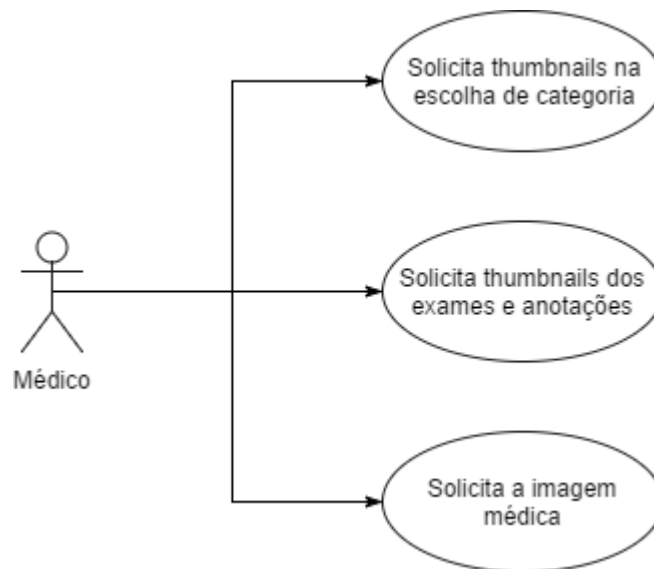 Solicita thumbnails na
escolha de categoria
Solicita thumbnails dos
exames e anotações
Médico
Solicita a imagem
médica